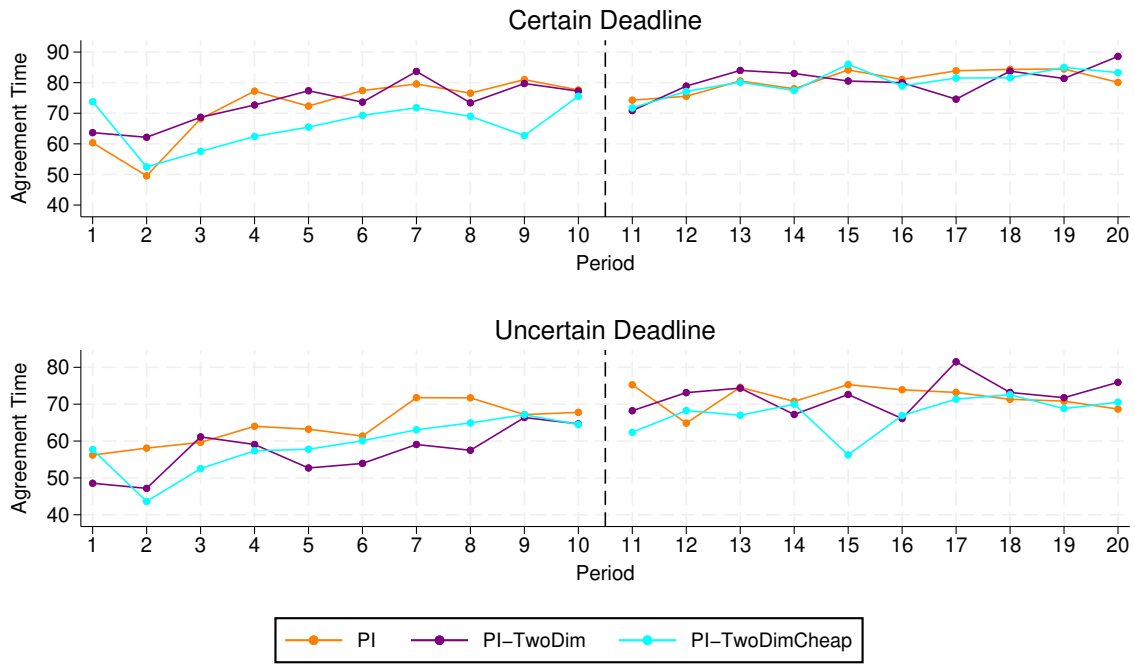 Certain Deadline
Agreement Time
90
80
70
60
50
40
1 2 3 4 5 6 7 8 9 10 11 12 13 14 15 16 17 18 19 20
Period
Uncertain Deadline
Agreement Time
80
70
60
50
40
1 2 3 4 5 6 7 8 9 10 11 12 13 14 15 16 17 18 19 20
Period
PI PI−TwoDim PI−TwoDimCheap